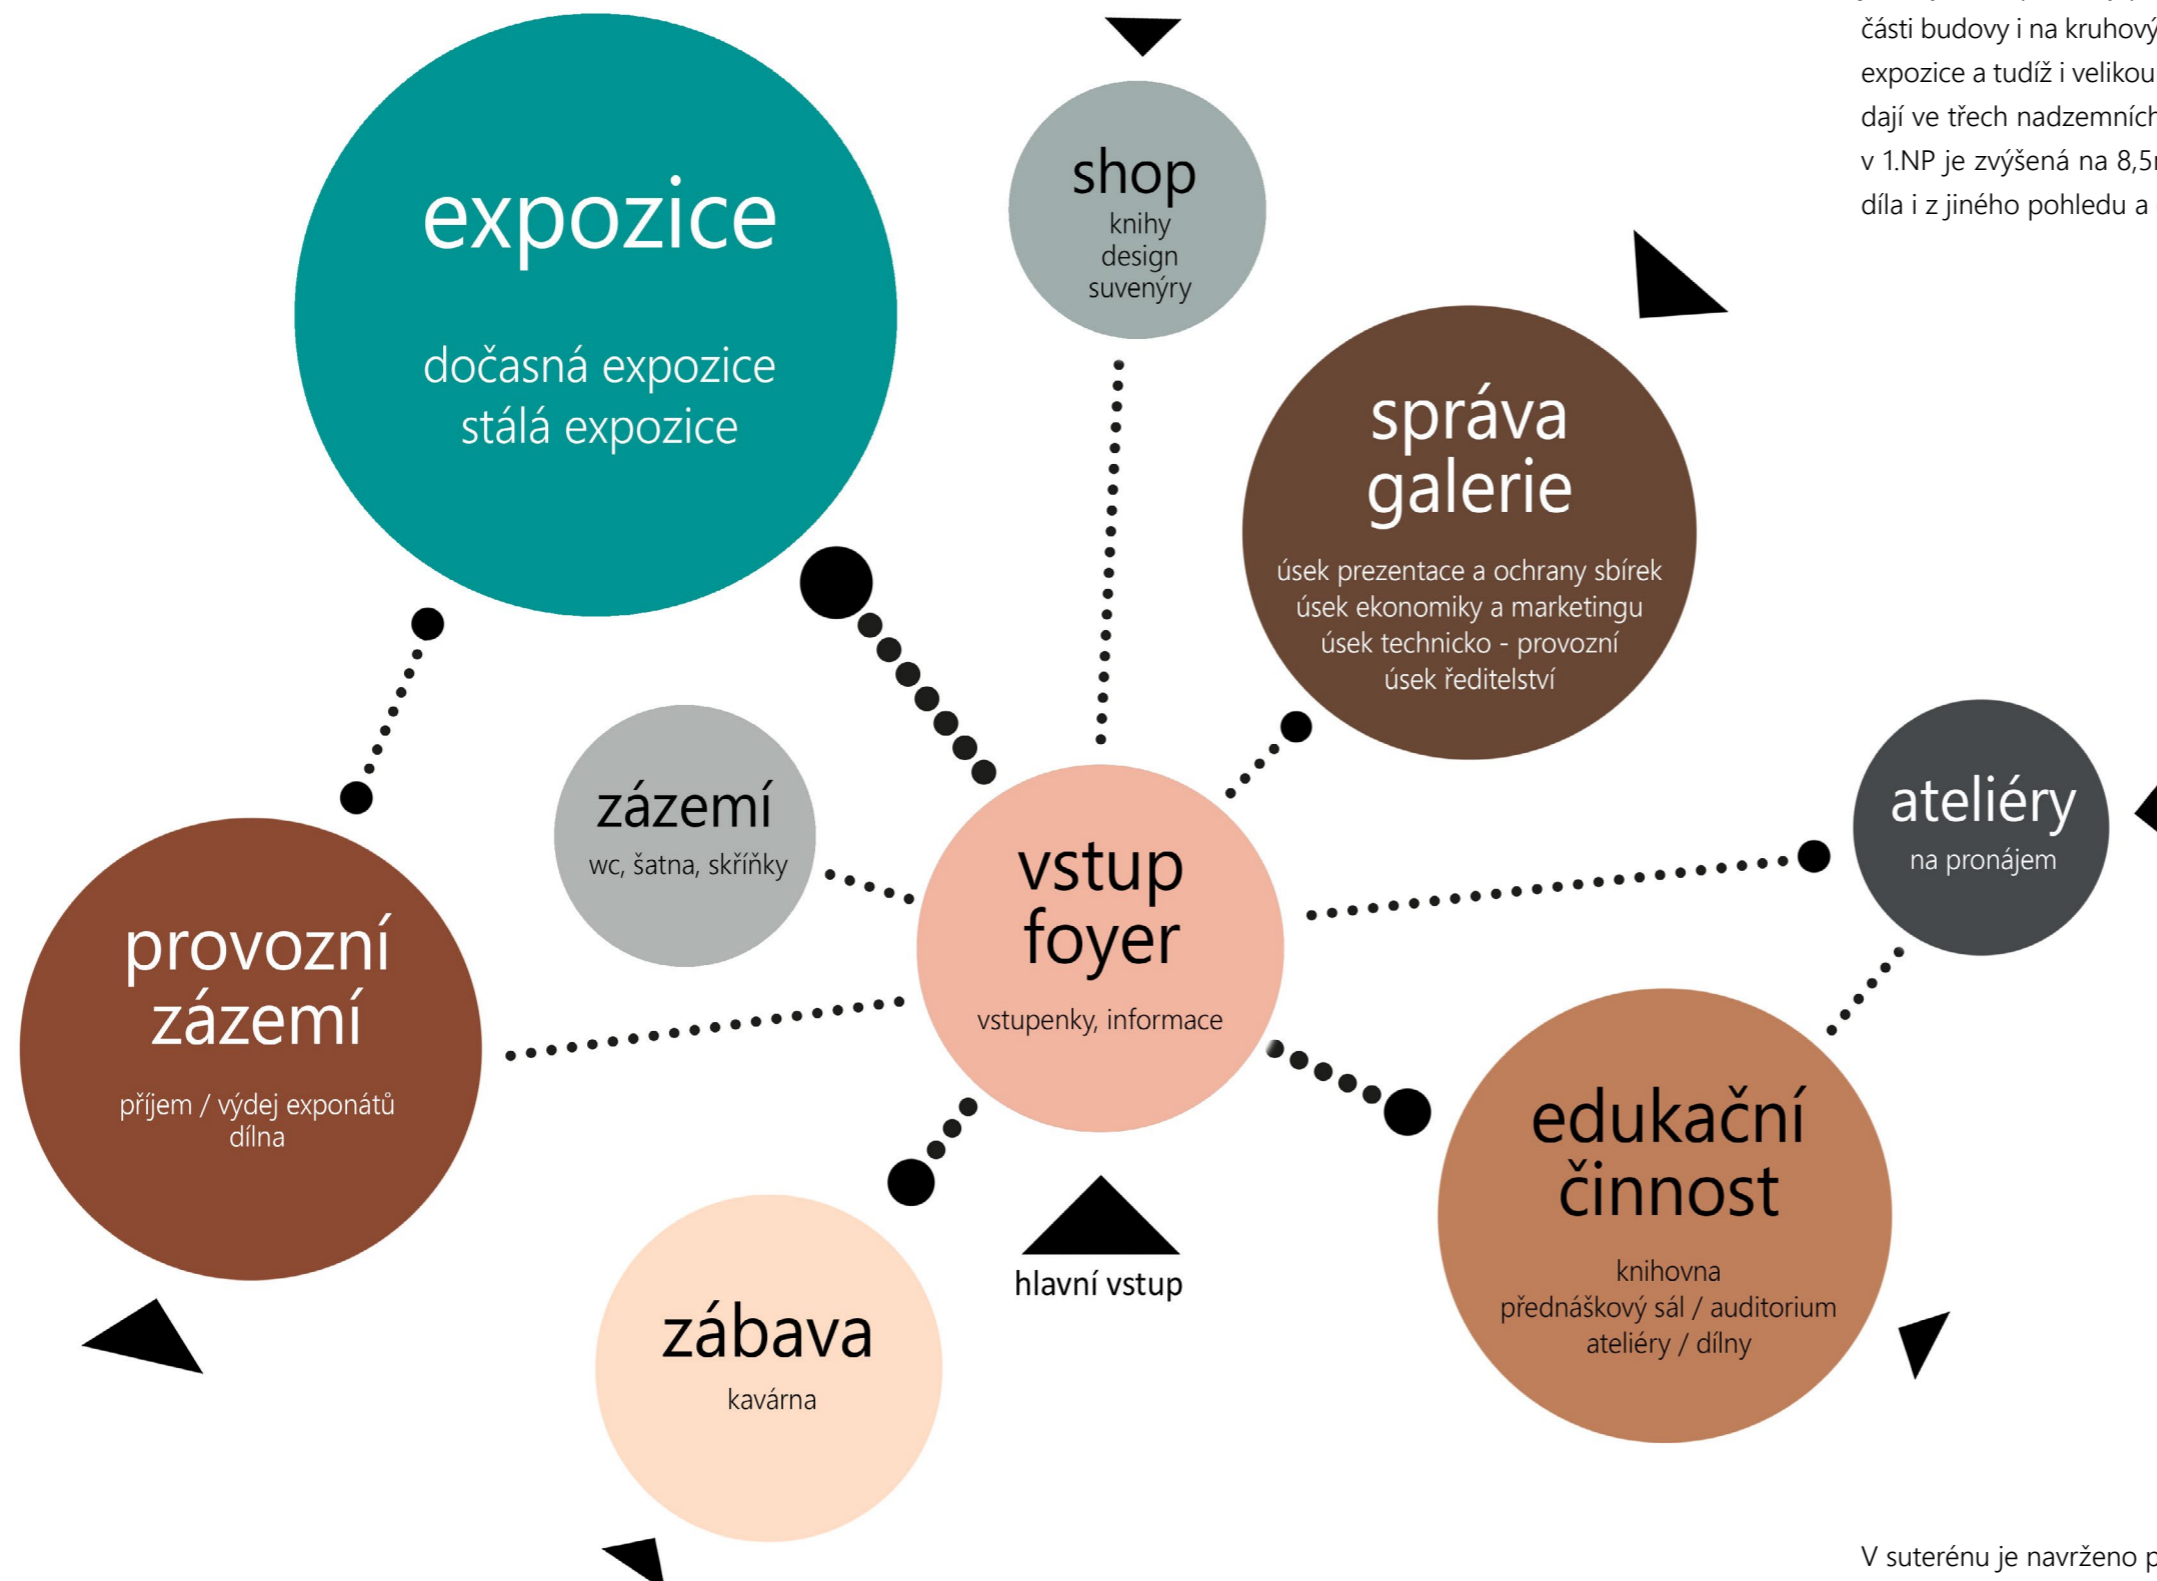 části budovy i na kruhový
expozice a tudíž i velikou
dají ve třech nadzemních
v 1.NP je zvýšená na 8,5
díla i z jiného pohledu a
expozice
dočasná expozice
stálá expozice
shop
knihy
design
suvenýry
správa
galerie
úsek prezentace a ochrany sbírek
úsek ekonomiky a marketingu
úsek technicko - provozní
úsek ředitelství
zázemí
wc, šatna, skříňky
vstup
foyer
vstupenky, informace
ateliéry
na pronájem
provozní
zázemí
příjem / výdej exponátů
dílna
edukační
činnost
knihovna
přednáškový sál / auditorium
ateliéry / dílny
hlavní vstup
zábava
kavárna
V suterénu je navrženo